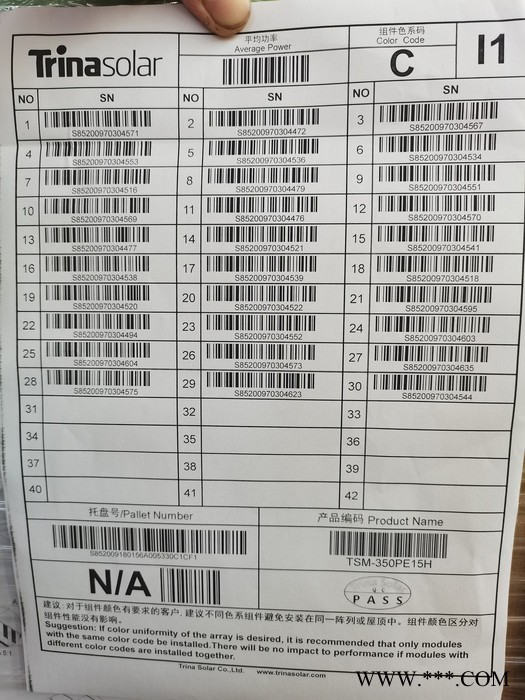 Trinasolar
平均功率
Average Power
组件色系码
Color Code
C
I1
NO SN NO SN NO SN
1 S85200970304571 2 S85200970304472 3 S85200970304567
4 S85200970304553 5 S85200970304536 6 S85200970304534
7 S85200970304516 8 S85200970304479 9 S85200970304551
10 S85200970304569 11 S85200970304476 12 S85200970304570
13 S85200970304477 14 S85200970304521 15 S85200970304541
16 S85200970304538 17 S85200970304539 18 S85200970304518
19 S85200970304520 20 S85200970304522 21 S85200970304595
22 S85200970304494 23 S85200970304552 24 S85200970304603
25 S85200970304604 26 S85200970304573 27 S85200970304635
28 S85200970304575 29 S85200970304623 30 S85200970304544
31 32 33
34 35 36
37 38 39
40 41 42
托盘号/Pallet Number
产品编码 Product Name
TSM-350PE15H
N/A
QC
PASS
建议: 对于组件颜色有要求的客户, 建议不同色系组件避免安装在同一阵列或屋顶中。组件颜色区分对
组件性能没有影响。
Suggestion: If color uniformity of the array is desired, it is recommended that only modules
with the same color code be installed.There will be no impact to performance if modules with
different color codes are installed together.
Trina Solar Co.,Ltd. www.trinasolar.com
WWW.***.COM